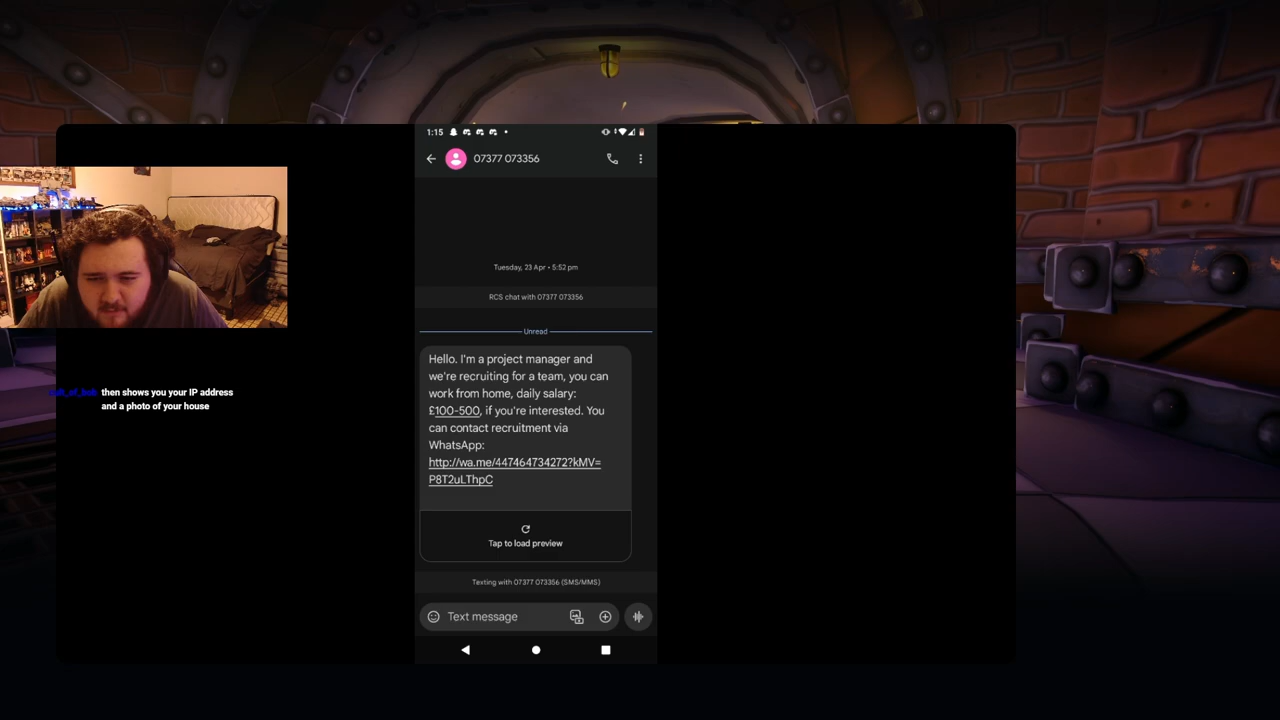 1:15
07377 073356
Tuesday, 23 Apr • 5:52 pm
RCS chat with 07377 073356
Unread
Hello. I'm a project manager and
we're recruiting for a team, you can
work from home, daily salary:
£100-500, if you're interested. You
can contact recruitment via
WhatsApp:
http://wa.me/447464734272?kMV=
P8T2uLThpC
Tap to load preview
Texting with 07377 073356 (SMS/MMS)
Text message
then shows you your IP address
and a photo of your house